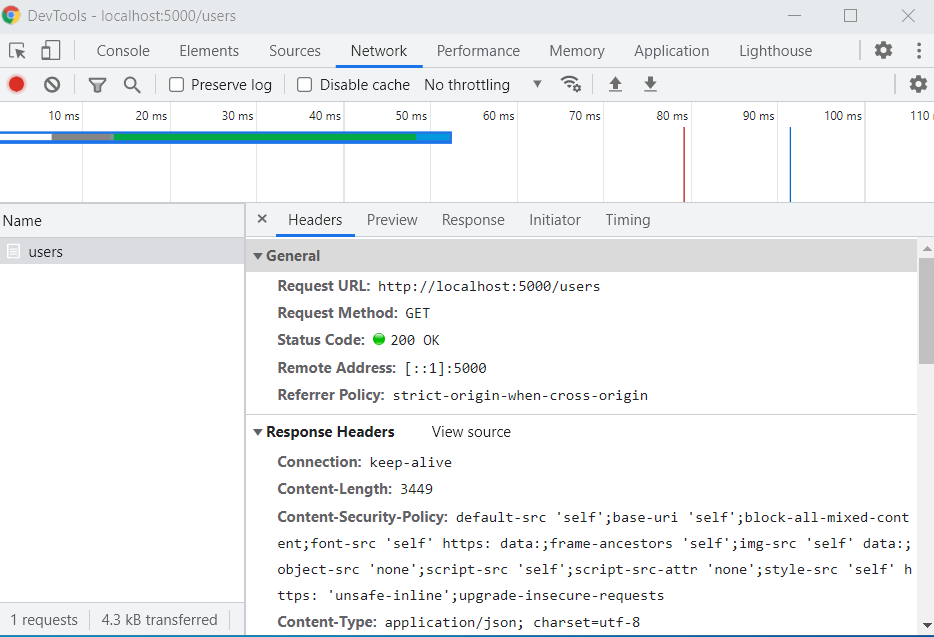 DevTools - localhost:5000/users
Console Elements Sources Network Performance Memory Application Lighthouse
Preserve log Disable cache No throttling
10 ms 20 ms 30 ms 40 ms 50 ms 60 ms 70 ms 80 ms 90 ms 100 ms 110
Name
users
1 requests 4.3 kB transferred
Headers Preview Response Initiator Timing
General
Request URL: http://localhost:5000/users
Request Method: GET
Status Code: 200 OK
Remote Address: [::1]:5000
Referrer Policy: strict-origin-when-cross-origin
Response Headers View source
Connection: keep-alive
Content-Length: 3449
Content-Security-Policy: default-src 'self';base-uri 'self';block-all-mixed-cont
ent;font-src 'self' https: data:;frame-ancestors 'self';img-src 'self' data:;
object-src 'none';script-src 'self';script-src-attr 'none';style-src 'self' h
ttps: 'unsafe-inline';upgrade-insecure-requests
Content-Type: application/json; charset=utf-8